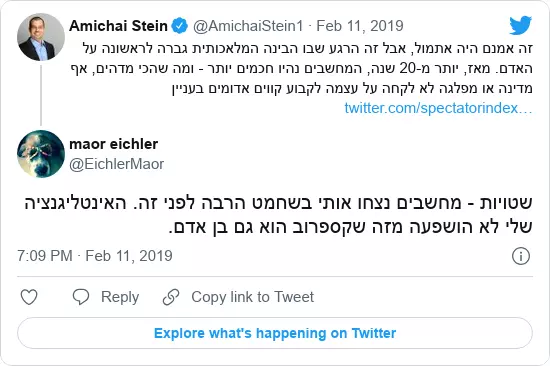 Amichai Stein @AmichaiStein1 · Feb 11, 2019
זה אמנם היה אתמול, אבל זה הרגע שבו הבינה המלאכותית גברה לראשונה על
האדם. מאז, יותר מ-20 שנה, המחשבים נהיו חכמים יותר - ומה שהכי מדהים, אף
מדינה או מפלגה לא לקחה על עצמה לקבוע קווים אדומים בעניין
twitter.com/spectatorindex…
maor eichler
@EichlerMaor
שטויות - מחשבים נצחו אותי בשחמט הרבה לפני זה. האינטליגנציה
שלי לא הושפעה מזה שקספרוב הוא גם בן אדם.
7:09 PM · Feb 11, 2019
Reply
Copy link to Tweet
Explore what's happening on Twitter